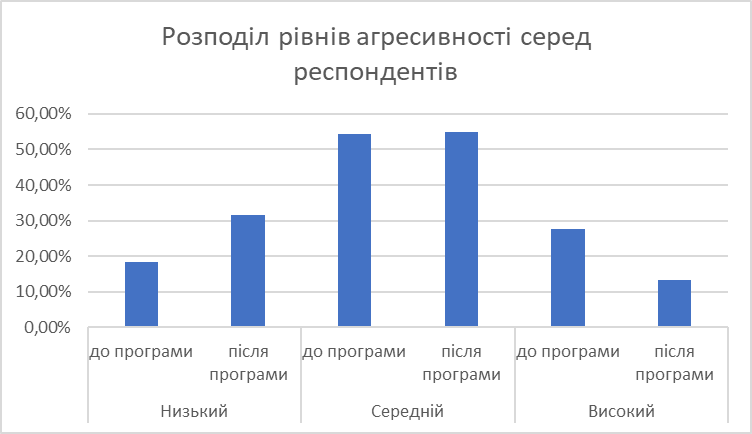 Розподіл рівнів агресивності серед
респондентів
60,00%
50,00%
40,00%
30,00%
20,00%
10,00%
0,00%
до програми
після
програми
до програми
після
програми
до програми
після
програми
Низький
Середній
Високий